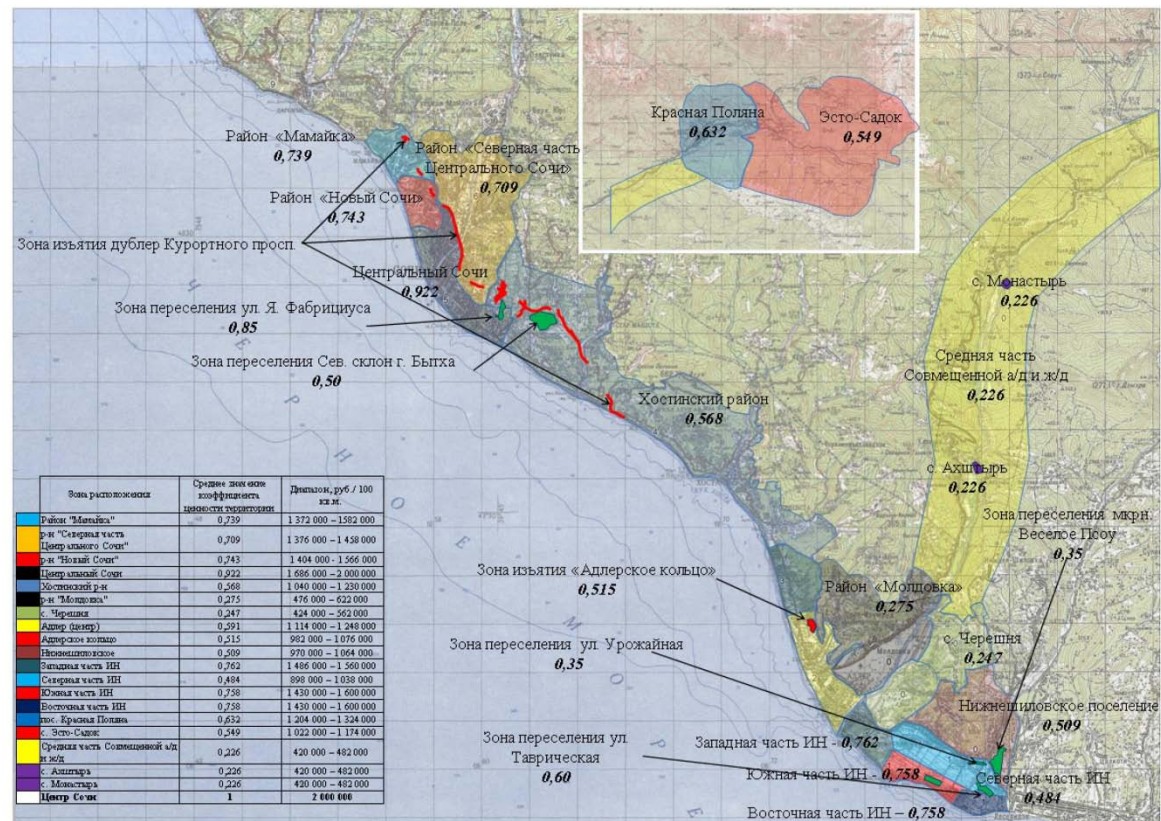 Красная Поляна
0,632
Эсто-Садок
0,549
Район «Мамайка»
0,739
Район «Северная часть
Центрального Сочи»
0,709
Район «Новый Сочи»
0,743
Зона изъятия дублер Курортного просп.
Центральный Сочи
0,922
Зона переселения ул. Я. Фабрициуса
0,85
Зона переселения Сев. склон г. Бытха
0,50
Хостинский район
0,568
с. Монастырь
0,226
Средняя часть
Совмещенной а/д и ж/д
0,226
с. Ахштырь
0,226
Зона переселения мкрн.
Веселое Псоу
0,35
Зона изъятия «Адлерское кольцо»
0,515
Район «Молдовка»
0,275
Зона переселения ул. Урожайная
0,35
с. Черешня
0,247
Нижнешиловское поселение
0,509
Зона переселения ул.
Таврическая
0,60
Западная часть ИН - 0,762
Южная часть ИН - 0,758
Северная часть ИН
0,484
Восточная часть ИН – 0,758
Ч Е Р Н О Е М О Р Е
Зона расположения Среднее значение коэффициента ценности территории Диапазон, руб./ 100 кв.м.
Район "Мамайка" 0,739 1 372 000 – 1582 000
р-н "Северная часть Центрального Сочи" 0,709 1 376 000 – 1 458 000
р-н "Новый Сочи" 0,743 1 404 000 - 1 566 000
Центральный Сочи 0,922 1 686 000 – 2 000 000
Хостинский р-н 0,568 1 040 000 – 1 230 000
р-н "Молдовка" 0,275 476 000 – 622 000
с. Черешня 0,247 424 000 – 562 000
Адлер (центр) 0,591 1 114 000 – 1 248 000
Адлерское кольцо 0,515 982 000 – 1 076 000
Нижнешиловское 0,509 970 000 – 1 064 000
Западная часть ИН 0,762 1 486 000 – 1 560 000
Северная часть ИН 0,484 898 000 – 1 038 000
Южная часть ИН 0,758 1 430 000 – 1 600 000
Восточная часть ИН 0,758 1 430 000 – 1 600 000
пос. Красная Поляна 0,632 1 204 000 – 1 324 000
с. Эсто-Садок 0,549 1 022 000 – 1 174 000
Средняя часть Совмещенной а/д и ж/д 0,226 420 000 – 482 000
с. Ахштырь 0,226 420 000 – 482 000
с. Монастырь 0,226 420 000 – 482 000
Центр Сочи 1 2 000 000